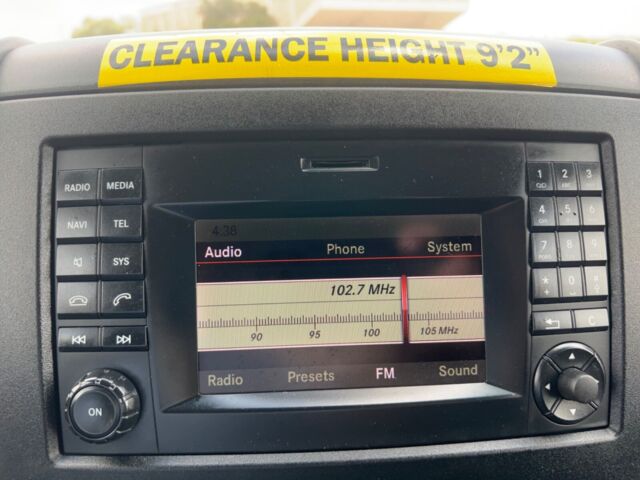 CLEARANCE HEIGHT 9'2"
RADIO MEDIA
NAVI TEL
SYS
ON
4:38
Audio Phone System
102.7 MHz
90 95 100 105 MHz
Radio Presets FM Sound
1 2 3
4 5 6
7 8 9
* 0 #
C